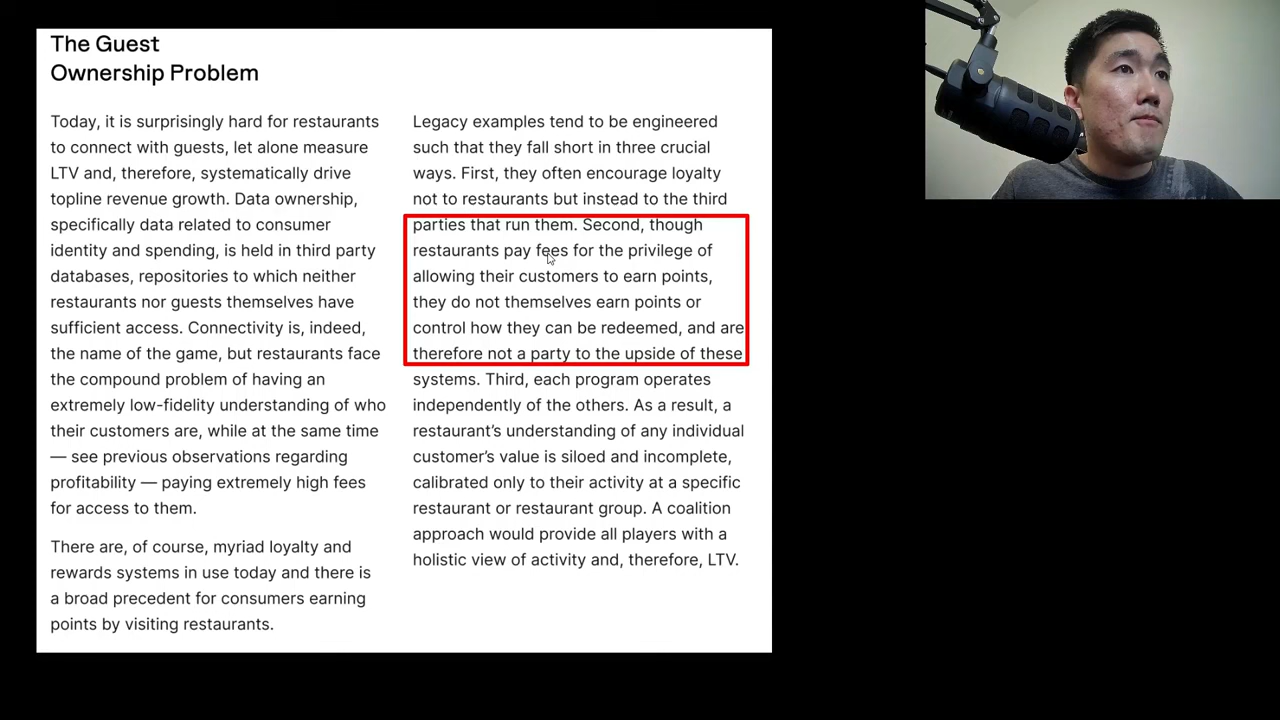 The Guest
Ownership Problem
Today, it is surprisingly hard for restaurants
to connect with guests, let alone measure
LTV and, therefore, systematically drive
topline revenue growth. Data ownership,
specifically data related to consumer
identity and spending, is held in third party
databases, repositories to which neither
restaurants nor guests themselves have
sufficient access. Connectivity is, indeed,
the name of the game, but restaurants face
the compound problem of having an
extremely low-fidelity understanding of who
their customers are, while at the same time
— see previous observations regarding
profitability — paying extremely high fees
for access to them.
There are, of course, myriad loyalty and
rewards systems in use today and there is
a broad precedent for consumers earning
points by visiting restaurants.
Legacy examples tend to be engineered
such that they fall short in three crucial
ways. First, they often encourage loyalty
not to restaurants but instead to the third
parties that run them. Second, though
restaurants pay fees for the privilege of
allowing their customers to earn points,
they do not themselves earn points or
control how they can be redeemed, and are
therefore not a party to the upside of these
systems. Third, each program operates
independently of the others. As a result, a
restaurant’s understanding of any individual
customer’s value is siloed and incomplete,
calibrated only to their activity at a specific
restaurant or restaurant group. A coalition
approach would provide all players with a
holistic view of activity and, therefore, LTV.